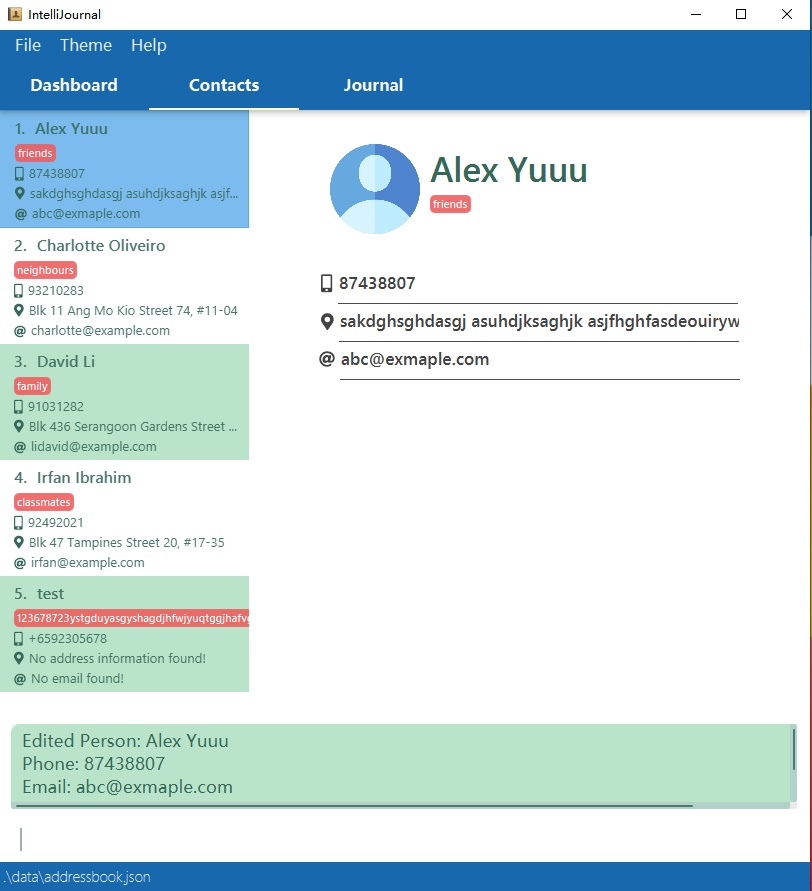 IntelliJournal
File Theme Help
Dashboard Contacts Journal
1. Alex Yuuu
friends
87438807
sakdghsghdasgj asuhdjksaghjk asjf...
@ abc@exmaple.com
2. Charlotte Oliveiro
neighbours
93210283
Blk 11 Ang Mo Kio Street 74, #11-04
@ charlotte@example.com
3. David Li
family
91031282
Blk 436 Serangoon Gardens Street ...
@ lidavid@example.com
4. Irfan Ibrahim
classmates
92492021
Blk 47 Tampines Street 20, #17-35
@ irfan@example.com
5. test
123678723ystgduyasgyshagdjhfwjyuqtggjhafv
+6592305678
No address information found!
@ No email found!
Alex Yuuu
friends
87438807
sakdghsghdasgj asuhdjksaghjk asjfhghfasdeouiryw
@ abc@exmaple.com
Edited Person: Alex Yuuu
Phone: 87438807
Email: abc@exmaple.com
.\data\addressbook.json